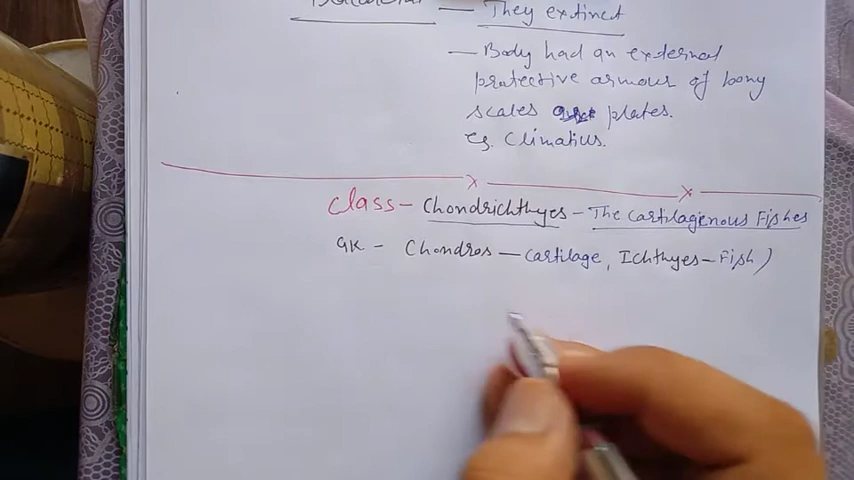 — They extinct
— Body had an external
protective armour of bony
scales plates.
eg. Climatius.
Class – Chondrichthyes – The Cartilagenous Fishes
GK – Chondros — Cartilage, Ichthyes – Fish)